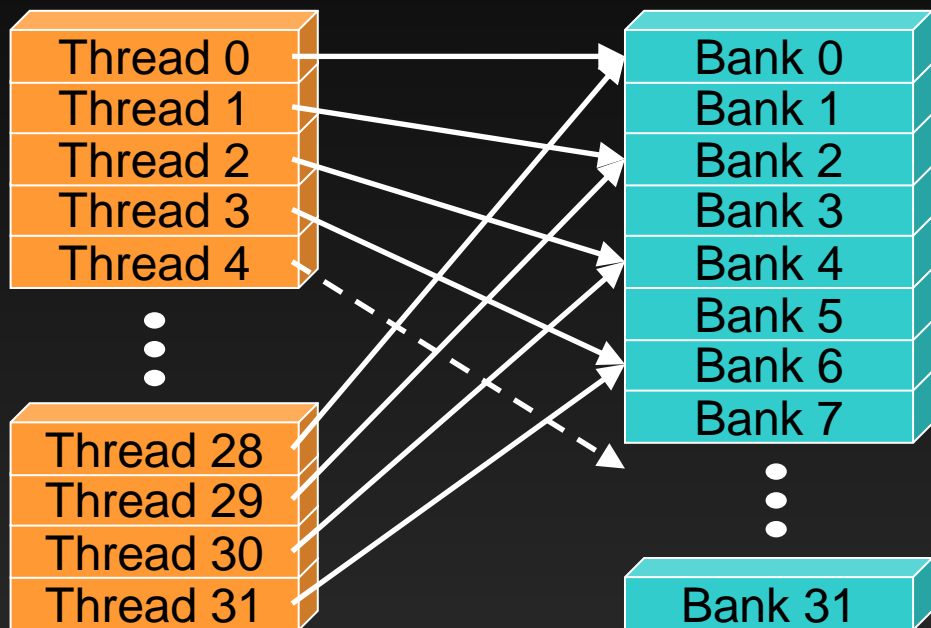 Thread 0
Thread 1
Thread 2
Thread 3
Thread 4
Thread 28
Thread 29
Thread 30
Thread 31
Bank 0
Bank 1
Bank 2
Bank 3
Bank 4
Bank 5
Bank 6
Bank 7
Bank 31